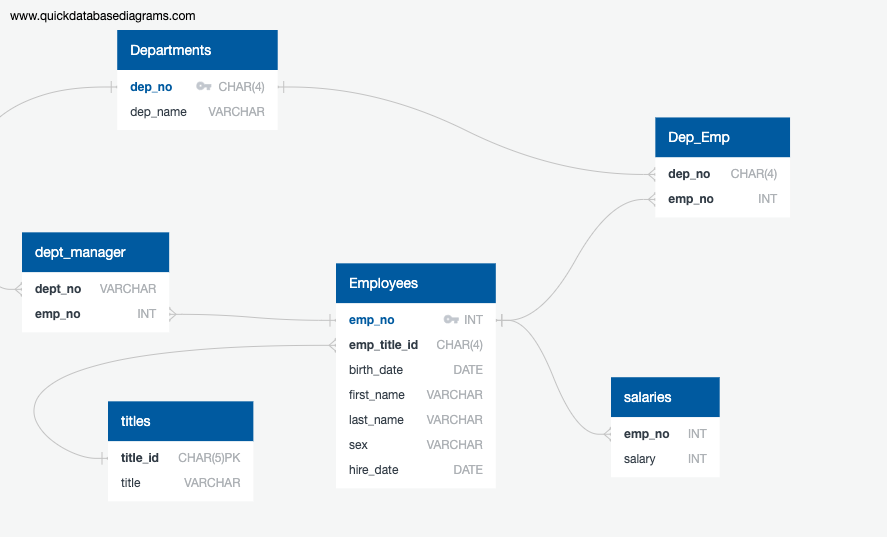 www.quickdatabasediagrams.com
Departments
dep_no CHAR(4)
dep_name VARCHAR
Dep_Emp
dep_no CHAR(4)
emp_no INT
dept_manager
dept_no VARCHAR
emp_no INT
Employees
emp_no INT
emp_title_id CHAR(4)
birth_date DATE
first_name VARCHAR
last_name VARCHAR
sex VARCHAR
hire_date DATE
salaries
emp_no INT
salary INT
titles
title_id CHAR(5)PK
title VARCHAR